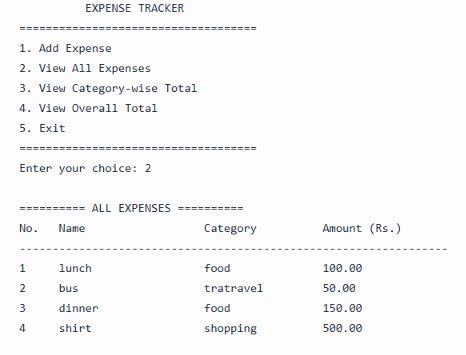 EXPENSE TRACKER
====================================
1. Add Expense
2. View All Expenses
3. View Category-wise Total
4. View Overall Total
5. Exit
====================================
Enter your choice: 2
========== ALL EXPENSES ==========
No. Name Category Amount (Rs.)
-----------------------------------------------------------------
1 lunch food 100.00
2 bus tratravel 50.00
3 dinner food 150.00
4 shirt shopping 500.00